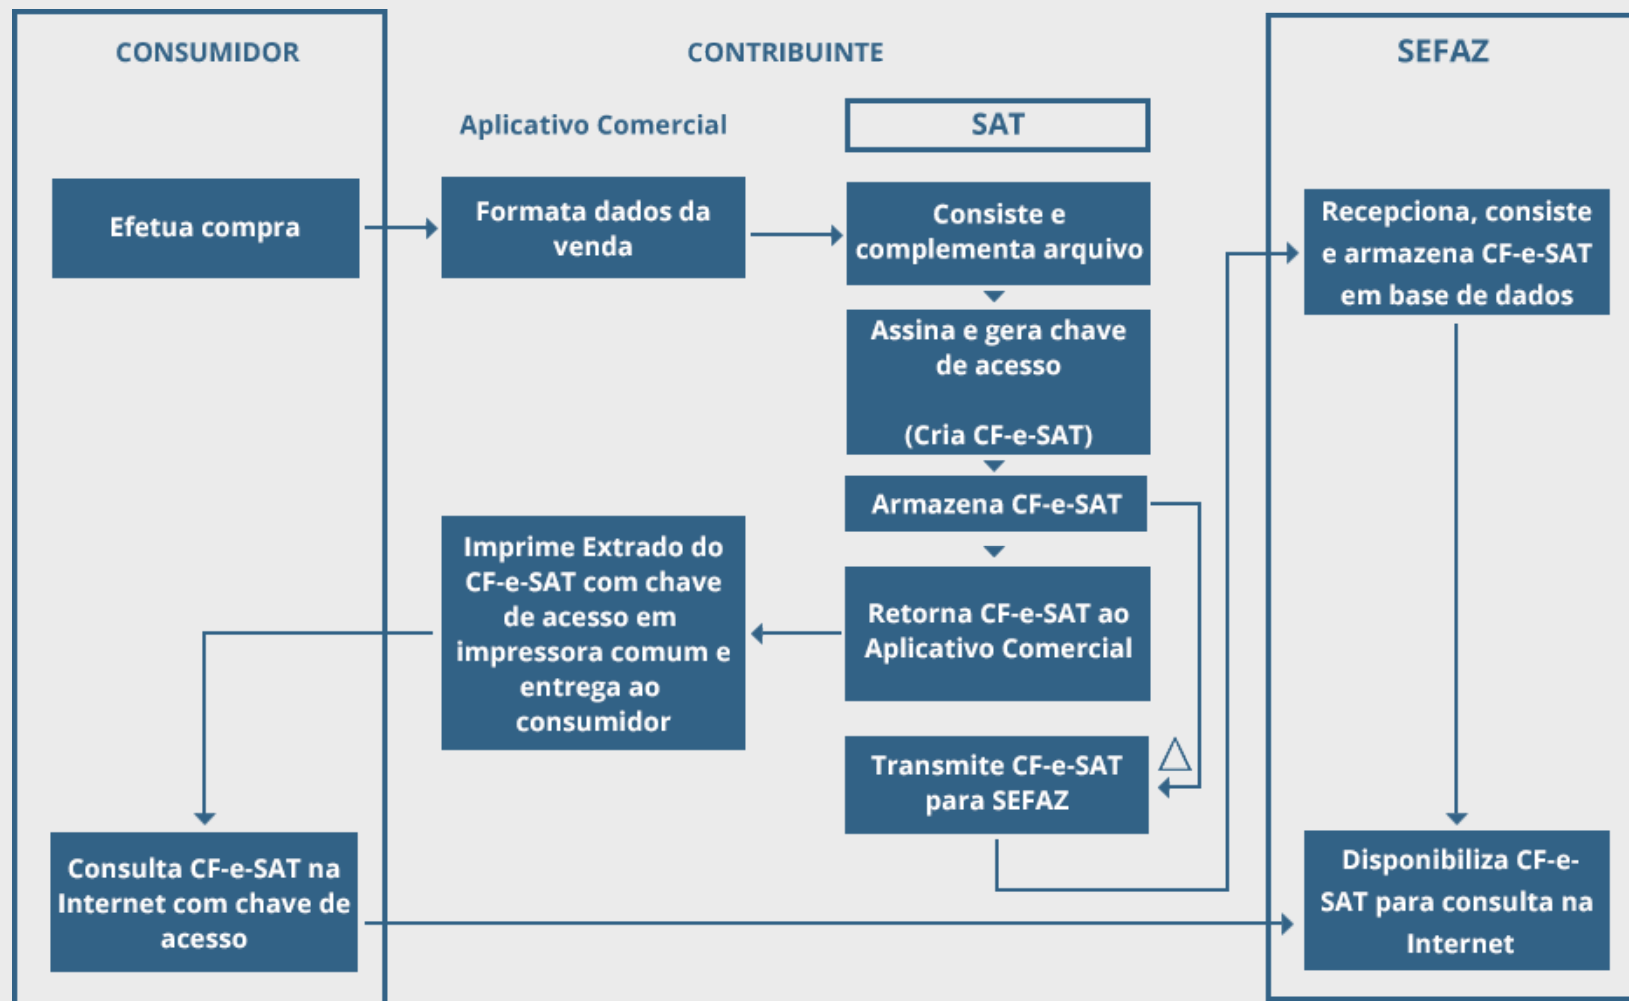 CONSUMIDOR
CONTRIBUINTE
SEFAZ
Aplicativo Comercial
SAT
Efetua compra
Formata dados da
venda
Consiste e
complementa arquivo
Recepciona, consiste
e armazena CF-e-SAT
em base de dados
Assina e gera chave
de acesso
(Cria CF-e-SAT)
Armazena CF-e-SAT
Imprime Extrado do
CF-e-SAT com chave
de acesso em
impressora comum e
entrega ao
consumidor
Retorna CF-e-SAT ao
Aplicativo Comercial
Transmite CF-e-SAT
para SEFAZ
Consulta CF-e-SAT na
Internet com chave de
acesso
Disponibiliza CF-e-
SAT para consulta na
Internet